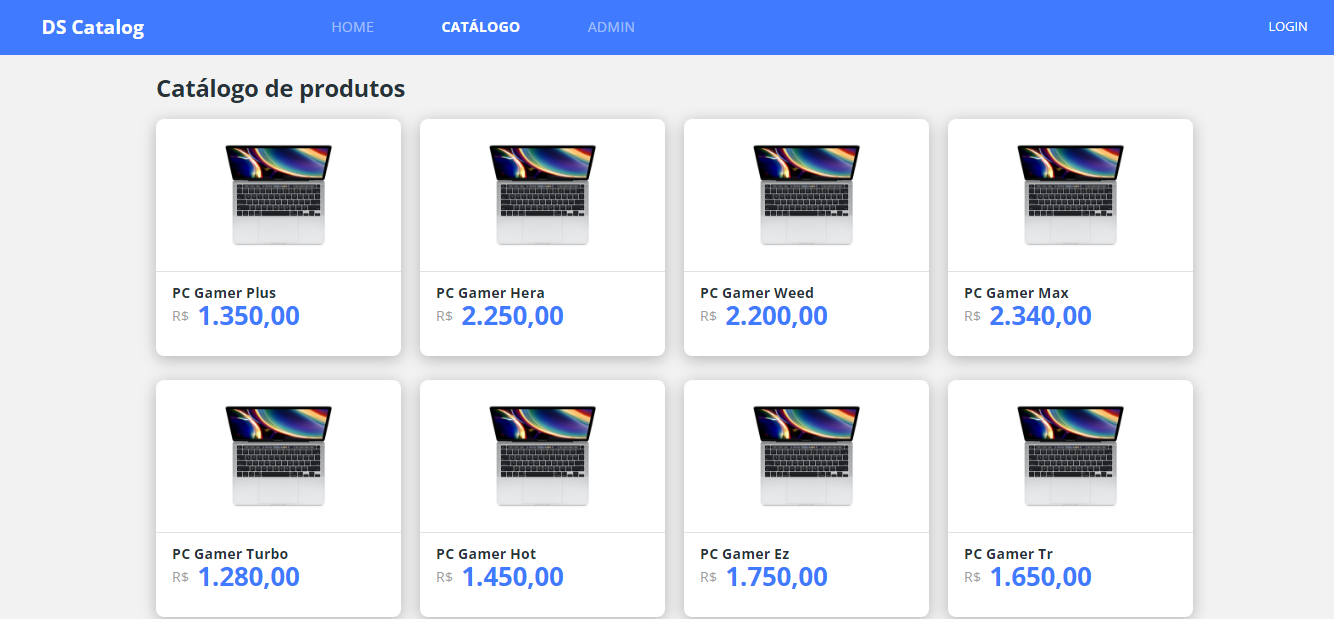 DS Catalog HOME CATÁLOGO ADMIN LOGIN
Catálogo de produtos
PC Gamer Plus
R$ 1.350,00
PC Gamer Hera
R$ 2.250,00
PC Gamer Weed
R$ 2.200,00
PC Gamer Max
R$ 2.340,00
PC Gamer Turbo
R$ 1.280,00
PC Gamer Hot
R$ 1.450,00
PC Gamer Ez
R$ 1.750,00
PC Gamer Tr
R$ 1.650,00